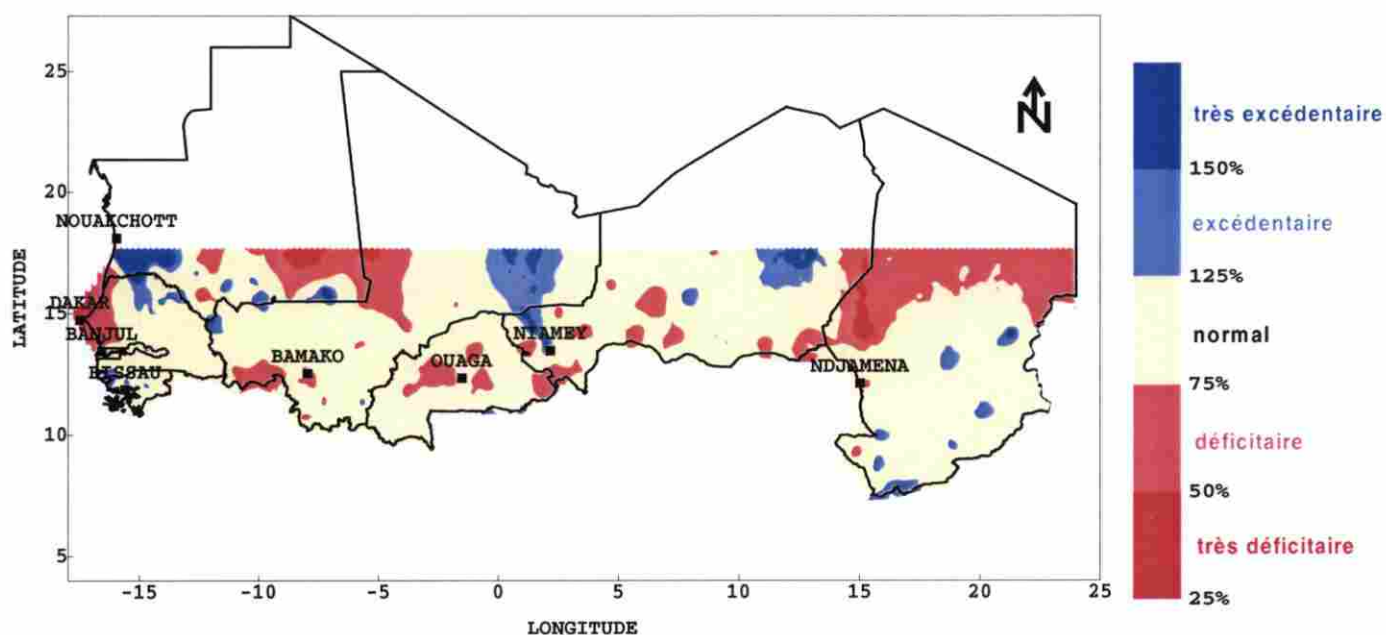 25
20
15
10
5
LATITUDE
-15
-10
-5
0
5
10
15
20
25
LONGITUDE
N
NOUAKCHOTT
DAKAR
BANJUL
BISSAU
BAMAKO
OUAGA
NIAMEY
NDJAMENA
très excédentaire
150%
excédentaire
125%
normal
75%
déficitaire
50%
très déficitaire
25%